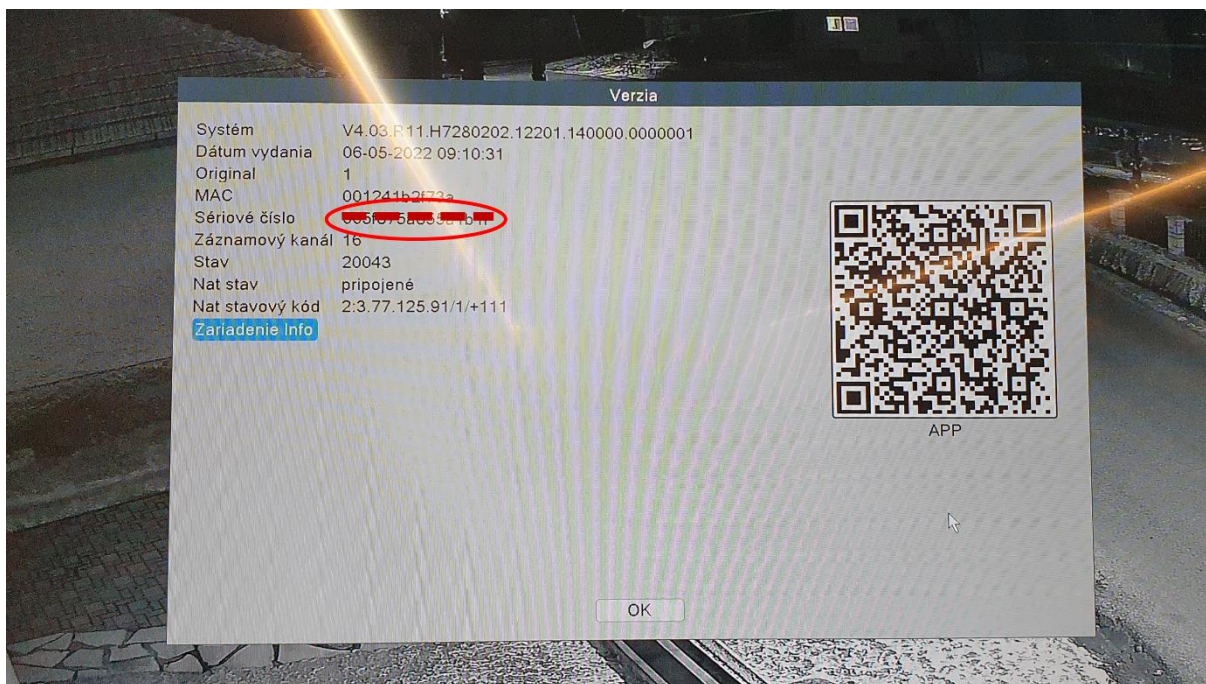 Verzia
Systém V4.03.R11.H7280202.12201.140000.0000001
Dátum vydania 06-05-2022 09:10:31
Original 1
MAC 001241b2f73a
Sériové číslo
Záznamový kanál 16
Stav 20043
Nat stav pripojené
Nat stavový kód 2:3.77.125.91/1/+111
Zariadenie Info
APP
OK